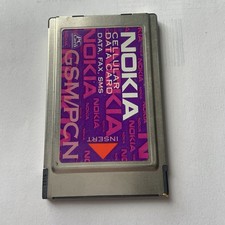 NOKIA
CELLULAR
DATA CARD
DATA, FAX, SMS
NOKIA
GSM/PCN
INSERT